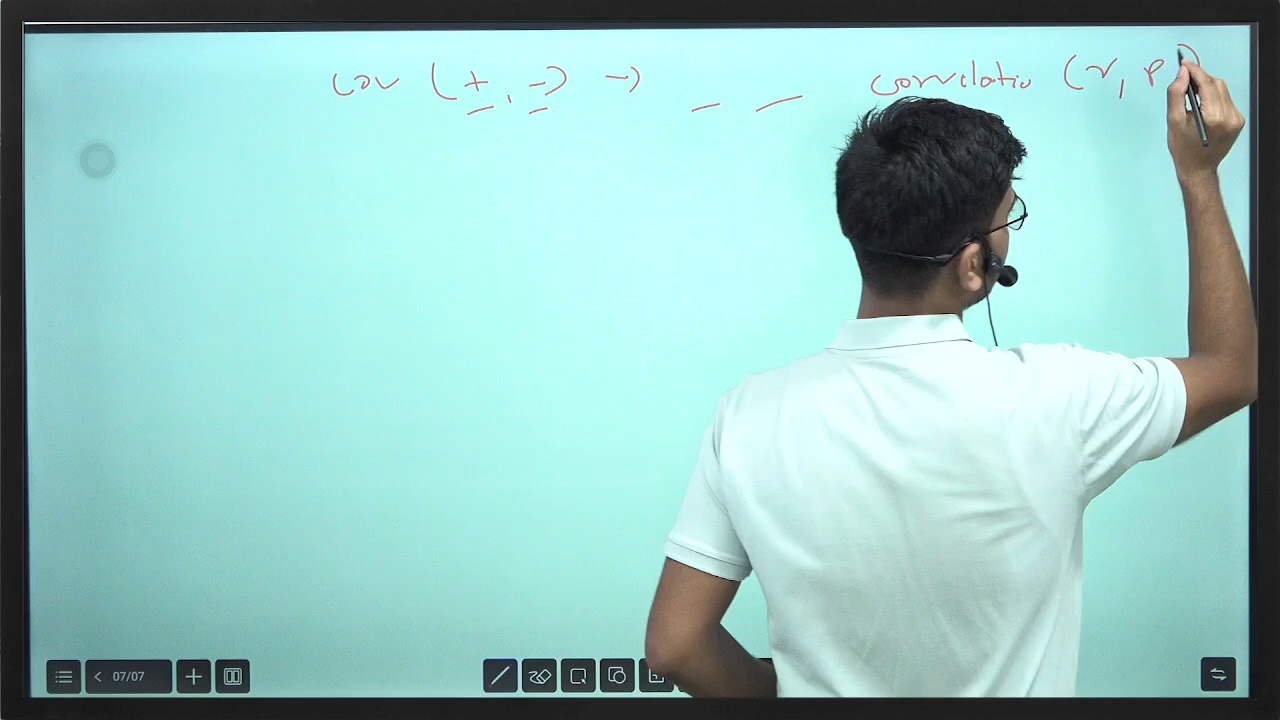 cov (+, -) → _ _ correlatio (r, P)
07/07